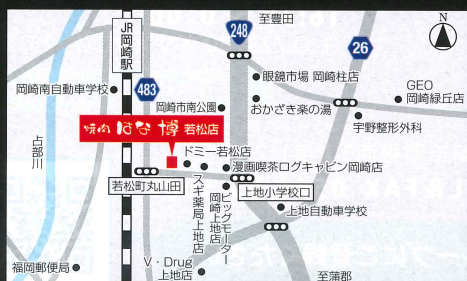 至豊田
N
JR岡崎駅
248
26
眼鏡市場 岡崎柱店
GEO
岡崎緑丘店
岡崎南自動車学校
483
岡崎市南公園
おかざき楽の湯
宇野整形外科
焼肉 はな 博 若松店
占部川
ドミー若松店
漫画喫茶ログキャビン岡崎店
若松町丸山田
スギ薬局上地店
ビッグモーター
岡崎上地店
上地小学校口
上地自動車学校
福岡郵便局
V・Drug
上地店
至蒲郡